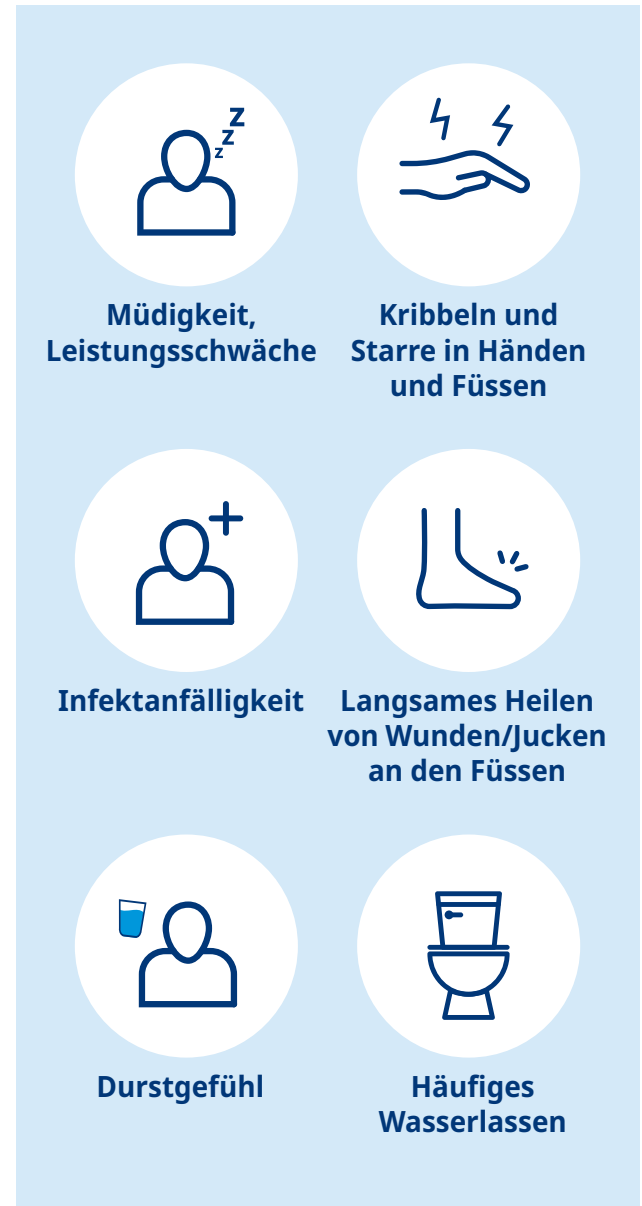 z
z
z
Müdigkeit,
Leistungsschwäche
Kribbeln und
Starre in Händen
und Füssen
Infektanfälligkeit
Langsames Heilen
von Wunden/Jucken
an den Füssen
Durstgefühl
Häufiges
Wasserlassen